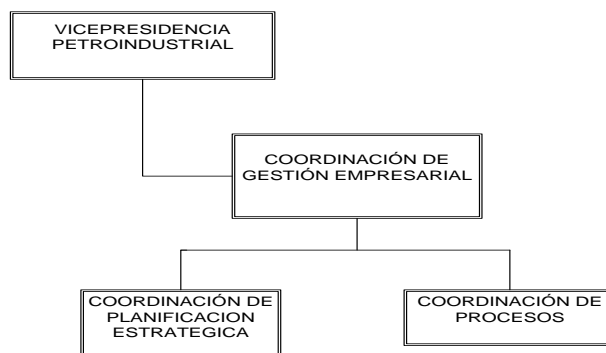 VICEPRESIDENCIA
PETROINDUSTRIAL
COORDINACIÓN DE
GESTIÓN EMPRESARIAL
COORDINACIÓN DE
PLANIFICACION
ESTRATEGICA
COORDINACIÓN DE
PROCESOS